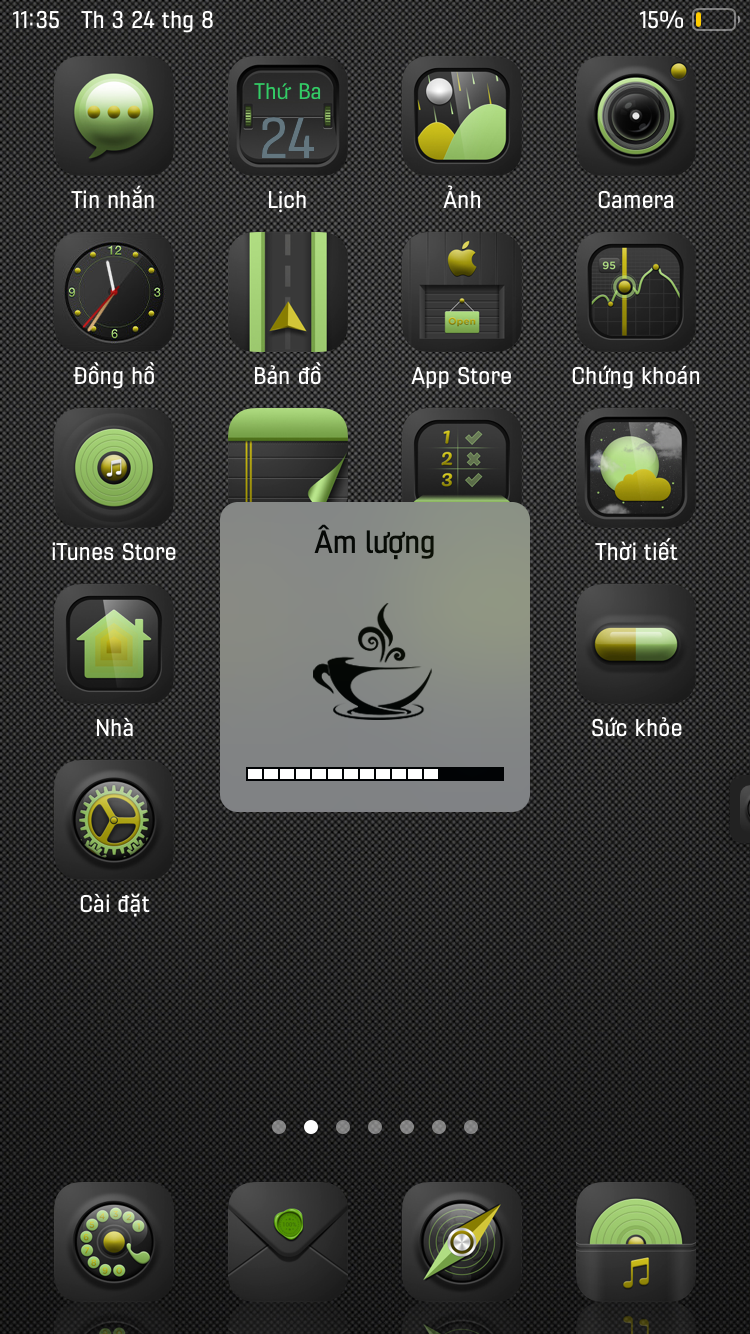 11:35 Th 3 24 thg 8 15%
Thứ Ba
24
Tin nhắn Lịch Ảnh Camera
12
9 3
6
Open
95
Đồng hồ Bản đồ App Store Chứng khoán
1
2
3
iTunes Store Thời tiết
Âm lượng
Nhà Sức khỏe
Cài đặt